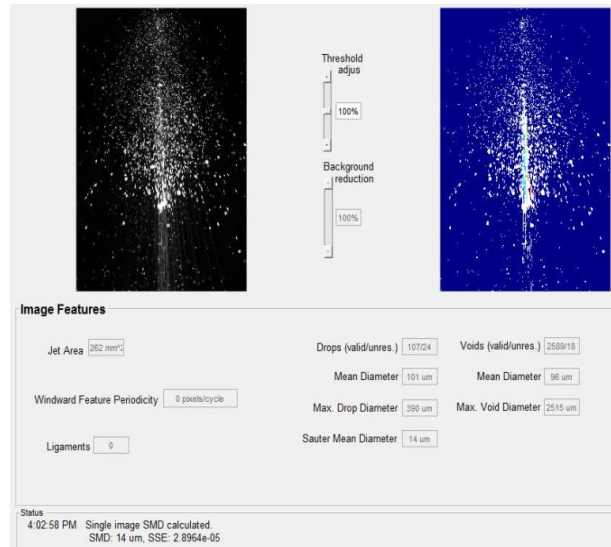 Threshold
adjus
100%
Background
reduction
100%
Image Features
Jet Area 262 mm^2
Drops (valid/unres.) 107/24
Voids (valid/unres.) 2589/18
Mean Diameter 101 um
Mean Diameter 96 um
Windward Feature Periodicity 0 pixels/cycle
Max. Drop Diameter 390 um
Max. Void Diameter 2515 um
Ligaments 0
Sauter Mean Diameter 14 um
Status
4:02:58 PM Single image SMD calculated.
SMD: 14 um, SSE: 2.8964e-05